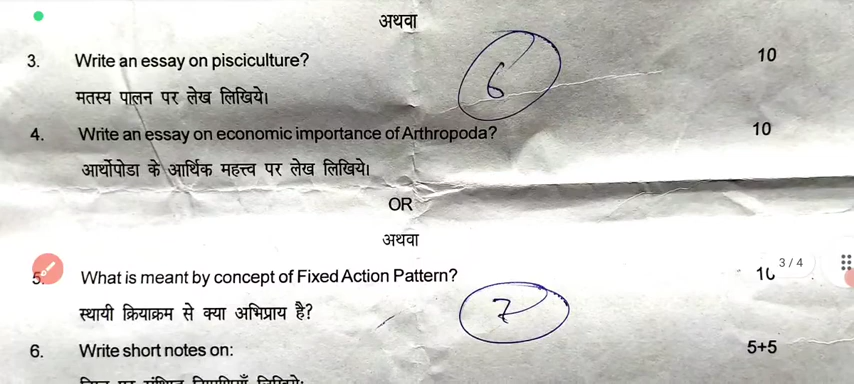 अथवा
3. Write an essay on pisciculture? 10
6
मतस्य पालन पर लेख लिखिये।
4. Write an essay on economic importance of Arthropoda? 10
आर्थोपोडा के आर्थिक महत्त्व पर लेख लिखिये।
OR
अथवा
3/4
5. What is meant by concept of Fixed Action Pattern? 10
स्थायी क्रियाक्रम से क्या अभिप्राय है?
7
6. Write short notes on: 5+5